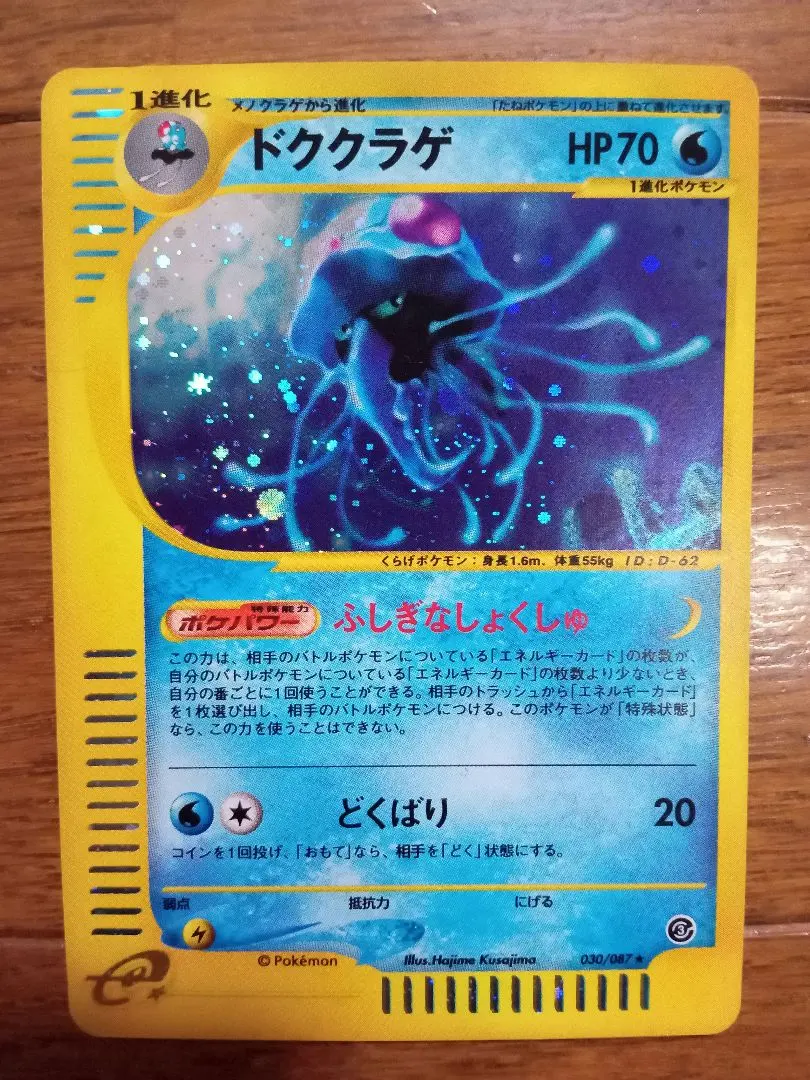 1進化
メノクラゲから進化
「たねポケモン」の上に重ねて進化させます
ドククラゲ
HP70
1進化ポケモン
くらげポケモン：身長1.6m、体重55kg ID:D-62
特殊能力
ポケパワー
ふしぎなしょくしゅ
この力は、相手のバトルポケモンについている「エネルギーカード」の枚数が、
自分のバトルポケモンについている「エネルギーカード」の枚数より少ないとき、
自分の番ごとに1回使うことができる。相手のトラッシュから「エネルギーカード」
を1枚選び出し、相手のバトルポケモンにつける。このポケモンが「特殊状態」
なら、この力を使うことはできない。
どくばり
20
コインを1回投げ、「おもて」なら、相手を「どく」状態にする。
弱点 抵抗力 にげる
3
© Pokémon Illus.Hajime Kusajima 030/087★
e